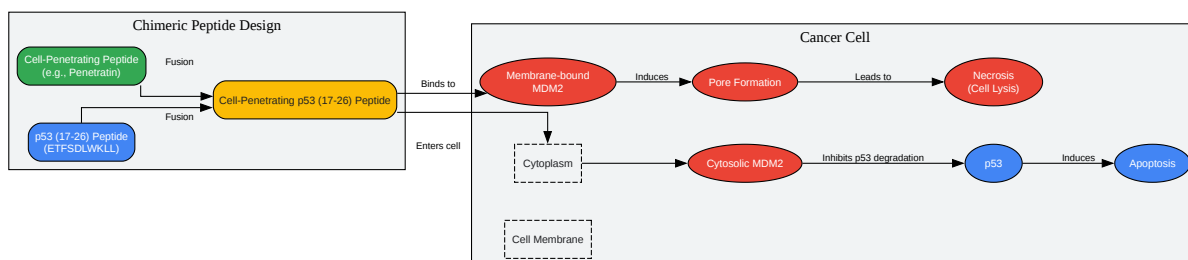 Chimeric Peptide Design
Cell-Penetrating Peptide
(e.g., Penetratin)
Fusion
Cell-Penetrating p53 (17-26) Peptide
Fusion
p53 (17-26) Peptide
(ETFSDLWKLL)
Binds to
Enters cell
Cancer Cell
Membrane-bound
MDM2
Induces
Pore Formation
Leads to
Necrosis
(Cell Lysis)
Cytoplasm
Cytosolic MDM2
Inhibits p53 degradation
p53
Induces
Apoptosis
Cell Membrane